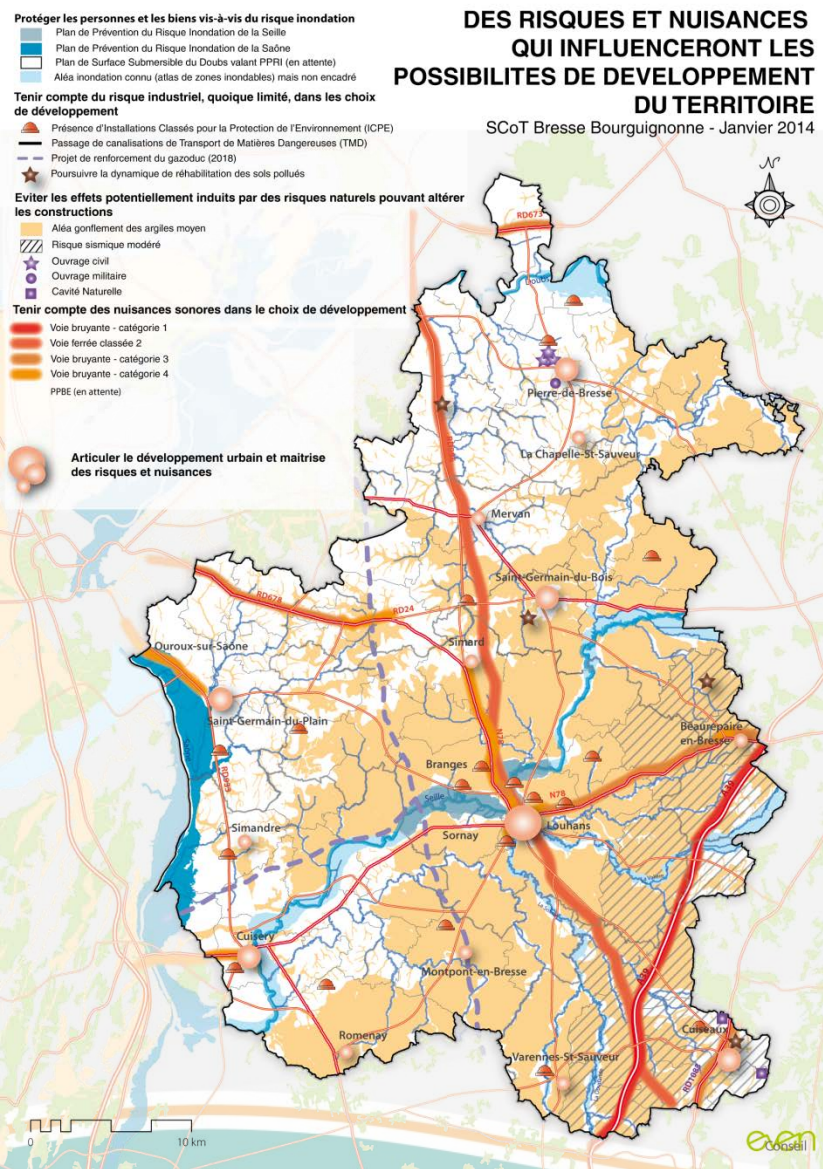 DES RISQUES ET NUISANCES
QUI INFLUENCERONT LES
POSSIBILITES DE DEVELOPPEMENT
DU TERRITOIRE
SCoT Bresse Bourguignonne - Janvier 2014
Protéger les personnes et les biens vis-à-vis du risque inondation
Plan de Prévention du Risque Inondation de la Seille
Plan de Prévention du Risque Inondation de la Saône
Plan de Surface Submersible du Doubs valant PPRI (en attente)
Aléa inondation connu (atlas de zones inondables) mais non encadré
Tenir compte du risque industriel, quoique limité, dans les choix
de développement
Présence d'Installations Classés pour la Protection de l'Environnement (ICPE)
Passage de canalisations de Transport de Matières Dangereuses (TMD)
Projet de renforcement du gazoduc (2018)
Poursuivre la dynamique de réhabilitation des sols pollués
Eviter les effets potentiellement induits par des risques naturels pouvant altérer
les constructions
Aléa gonflement des argiles moyen
Risque sismique modéré
Ouvrage civil
Ouvrage militaire
Cavité Naturelle
Tenir compte des nuisances sonores dans le choix de développement
Voie bruyante - catégorie 1
Voie ferrée classée 2
Voie bruyante - catégorie 3
Voie bruyante - catégorie 4
PPBE (en attente)
Articuler le développement urbain et maitrise
des risques et nuisances
N
RD673
Doubs
Pierre-de-Bresse
La Chapelle-St-Sauveur
Mervan
Saint-Germain-du-Bois
RD678
RD24
Simard
Ouroux-sur-Saône
Saint-Germain-du-Plain
Saône
Beaurepaire
en-Bresse
Branges
N78
A39
Seille
Simandre
Sornay
Louhans
Cuisery
A39
Montpont-en-Bresse
Cuiseaux
Romenay
Varennes-St-Sauveur
RD1083
0
10 km
even
Conseil